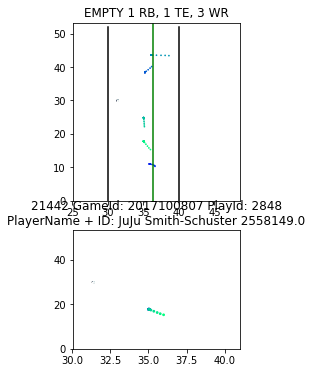 EMPTY 1 RB, 1 TE, 3 WR
50
40
30
20
10
0
25 30 35 40 45
21442 GameId: 2017100807 PlayId: 2848
PlayerName + ID: JuJu Smith-Schuster 2558149.0
40
20
0
30.0 32.5 35.0 37.5 40.0